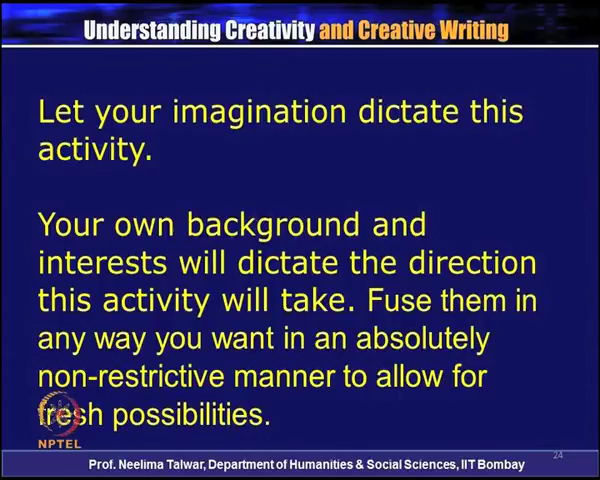 Understanding Creativity and Creative Writing
Let your imagination dictate this
activity.
Your own background and
interests will dictate the direction
this activity will take. Fuse them in
any way you want in an absolutely
non-restrictive manner to allow for
fresh possibilities.
NPTEL
24
Prof. Neelima Talwar, Department of Humanities & Social Sciences, IIT Bombay